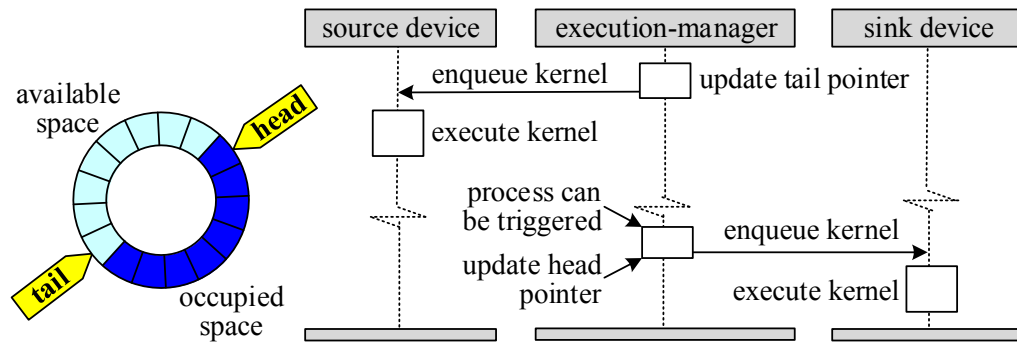 available
space
head
tail
occupied
space
source device
execution-manager
sink device
enqueue kernel
update tail pointer
execute kernel
process can
be triggered
enqueue kernel
update head
pointer
execute kernel